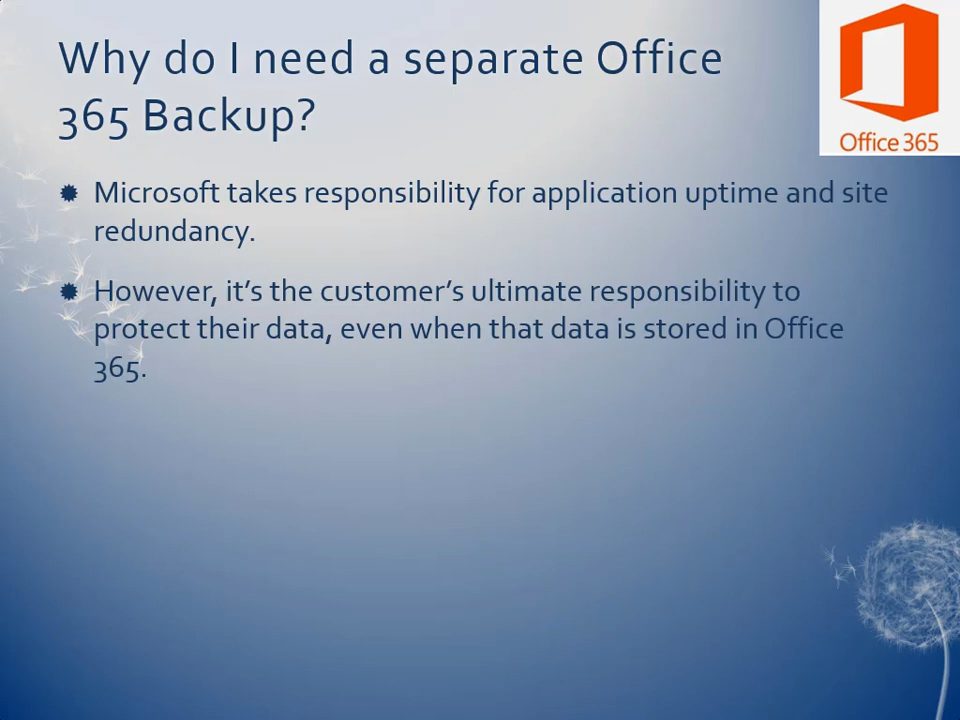 Why do I need a separate Office
365 Backup?
Office 365
Microsoft takes responsibility for application uptime and site
redundancy.
However, it’s the customer’s ultimate responsibility to
protect their data, even when that data is stored in Office
365.